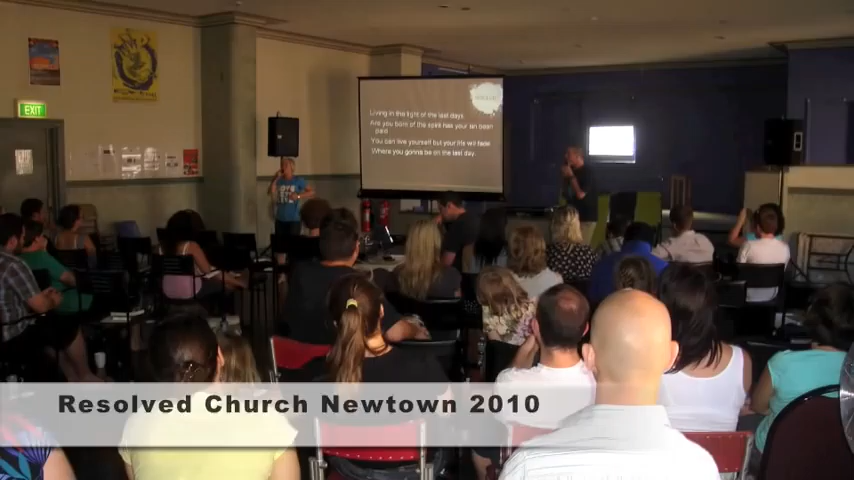 EXIT
Living in the light of the last days
Are you born of the spirit has your sin been
paid
You can live yourself but your life will fade
Where you gonna be on the last day.
Resolved Church Newtown 2010